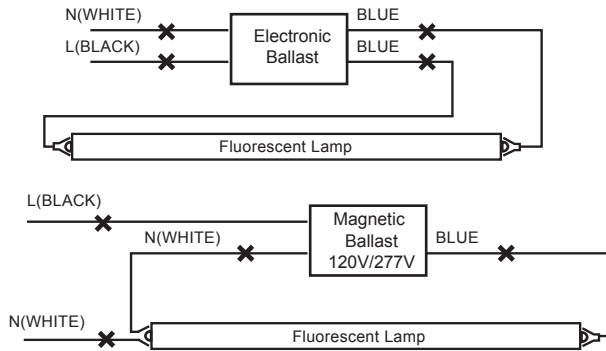 N(WHITE)
BLUE
L(BLACK)
Electronic
Ballast
BLUE
Fluorescent Lamp
L(BLACK)
N(WHITE)
Magnetic
Ballast
120V/277V
BLUE
N(WHITE)
Fluorescent Lamp